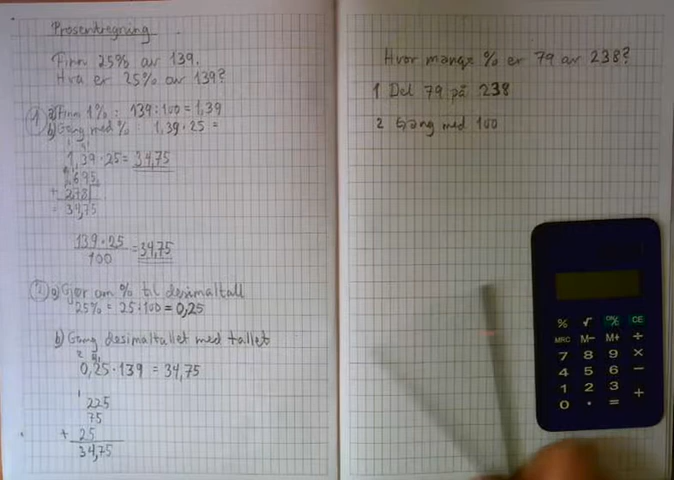 Prosentregning
Finn 25% av 139.
Hva er 25% av 139?
1 a) Finn 1% : 139:100 = 1,39
b) Gang med % : 1,39 · 25 =
1,39 · 25 = 34,75
695
+ 278
= 34,75
139 · 25 / 100 = 34,75
2 a) Gjør om % til desimaltall
25% = 25:100 = 0,25
b) Gang desimaltallet med tallet
0,25 · 139 = 34,75
225
75
+ 25
34,75
Hvor mange % er 79 av 238?
1 Del 79 på 238
2 Gang med 100
% √ CE
MRC M− M+ ÷
7 8 9 ×
4 5 6 −
1 2 3 +
0 . =